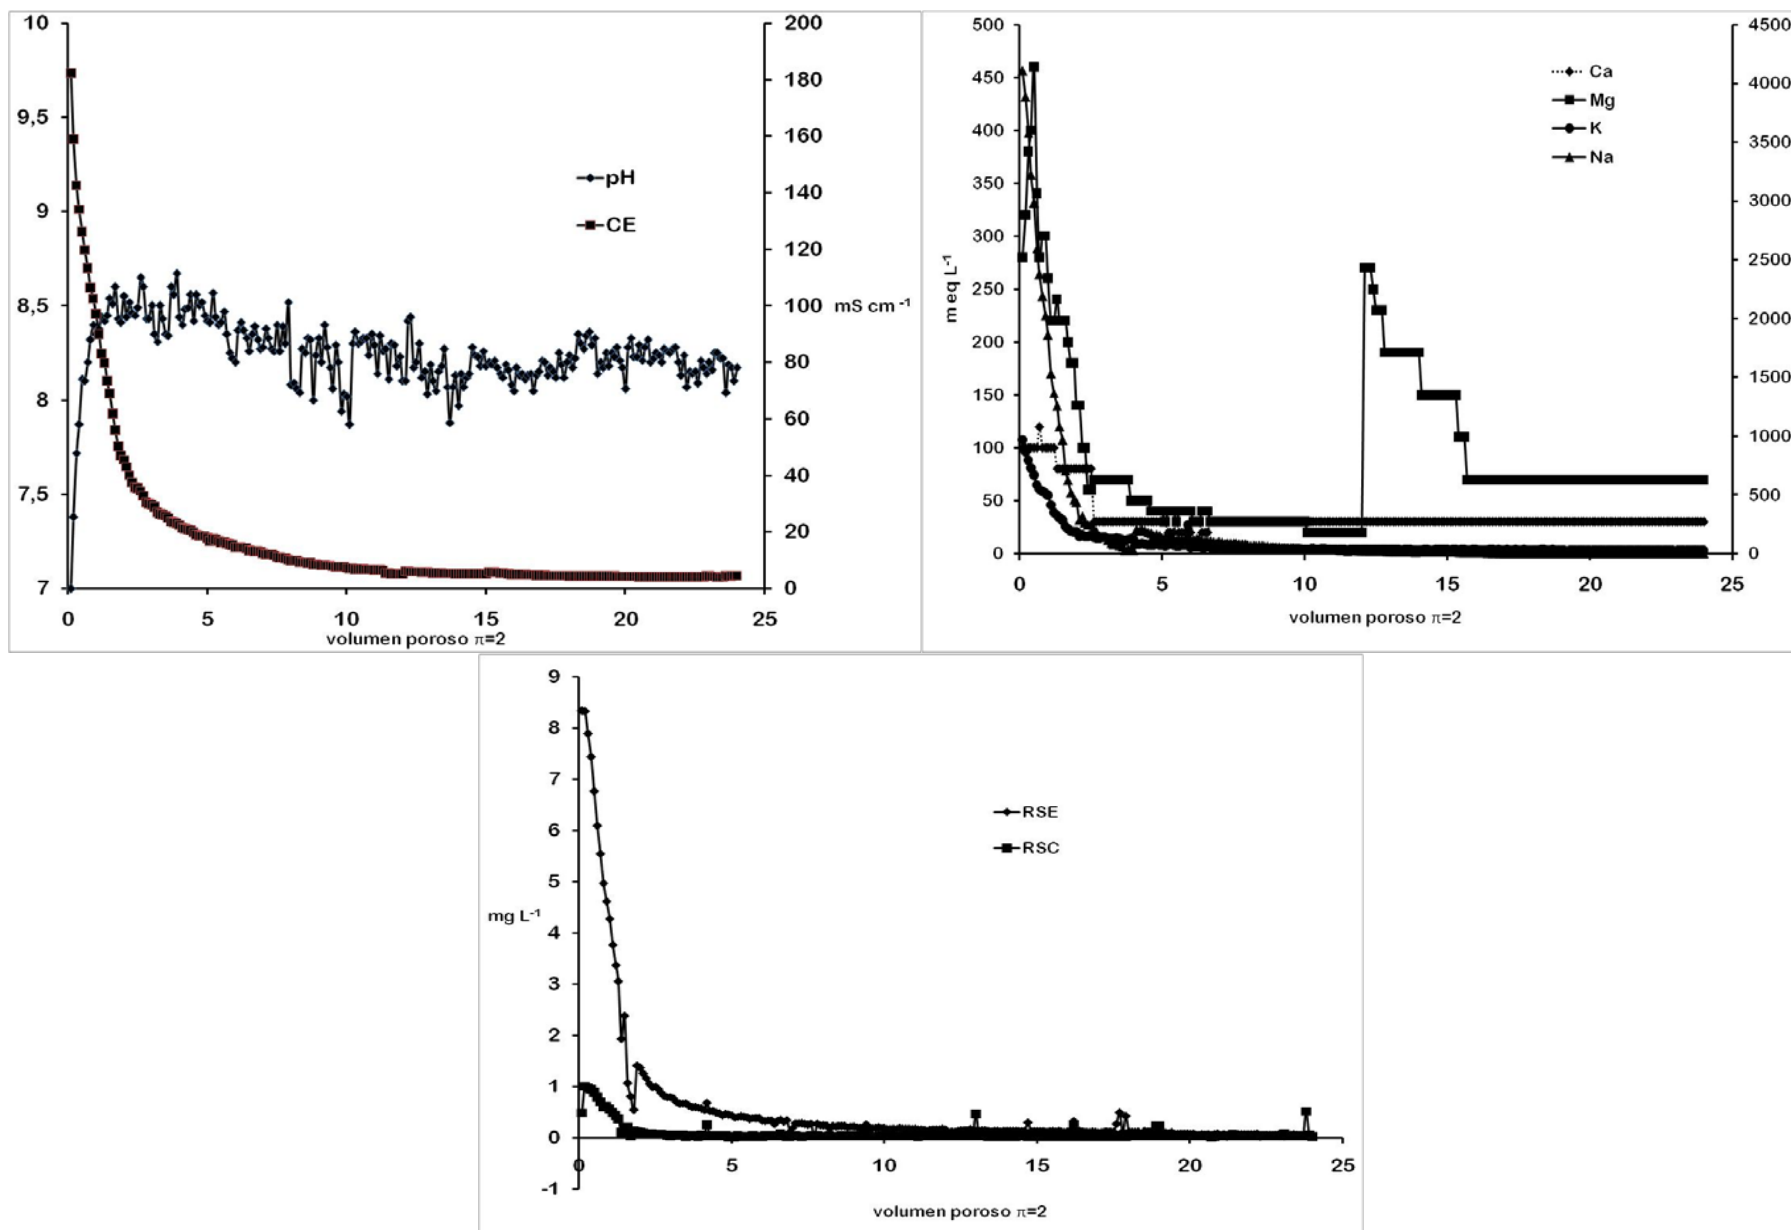 10
9,5
9
8,5
8
7,5
7
200
180
160
140
120
100
80
60
40
20
0
mS cm⁻¹
pH
CE
0 5 10 15 20 25
volumen poroso π=2
500
450
400
350
300
250
200
150
100
50
0
m eq L⁻¹
4500
4000
3500
3000
2500
2000
1500
1000
500
0
Ca
Mg
K
Na
0 5 10 15 20 25
volumen poroso π=2
9
8
7
6
5
4
3
2
1
0
-1
mg L⁻¹
RSE
RSC
0 5 10 15 20 25
volumen poroso π=2